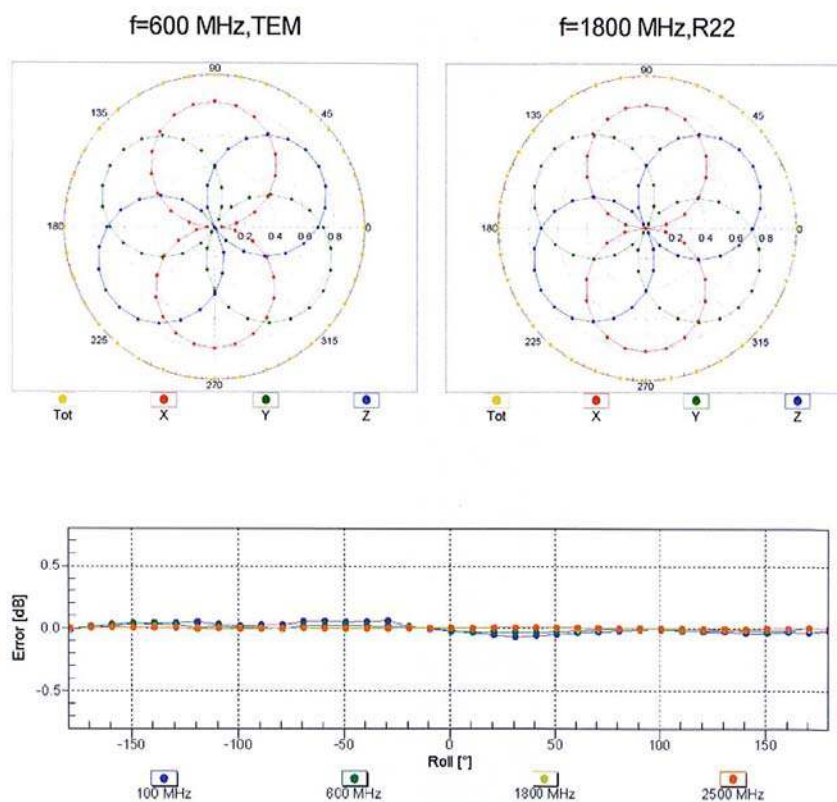 f=600 MHz,TEM
f=1800 MHz,R22
90
135
45
180
0.2
0.4
0.6
0.8
0
225
315
270
Tot
X
Y
Z
90
135
45
180
0.2
0.4
0.6
0.8
0
225
315
270
Tot
X
Y
Z
0.5
0.0
-0.5
Error [dB]
-150
-100
-50
0
50
100
150
Roll [°]
100 MHz
600 MHz
1800 MHz
2500 MHz